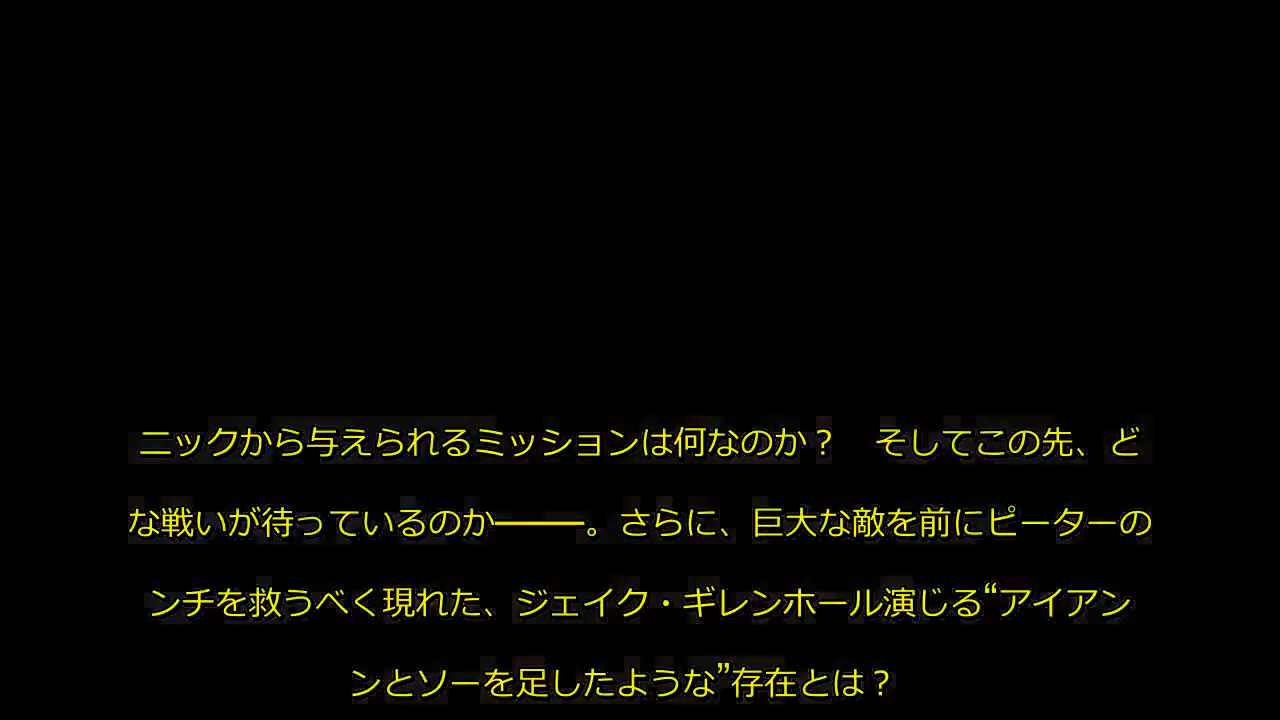 ニックから与えられるミッションは何なのか？　そしてこの先、ど
な戦いが待っているのか―――。さらに、巨大な敵を前にピーターの
ンチを救うべく現れた、ジェイク・ギレンホール演じる“アイアン
ンとソーを足したような”存在とは？